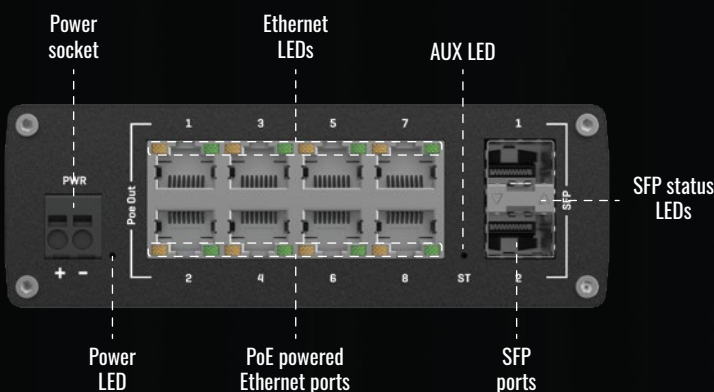 Power
socket
Ethernet
LEDs
AUX LED
1 3 5 7 1
PWR
Poe Out
SFP
SFP status
LEDs
+ -
2 4 6 8 ST 2
Power
LED
PoE powered
Ethernet ports
SFP
ports